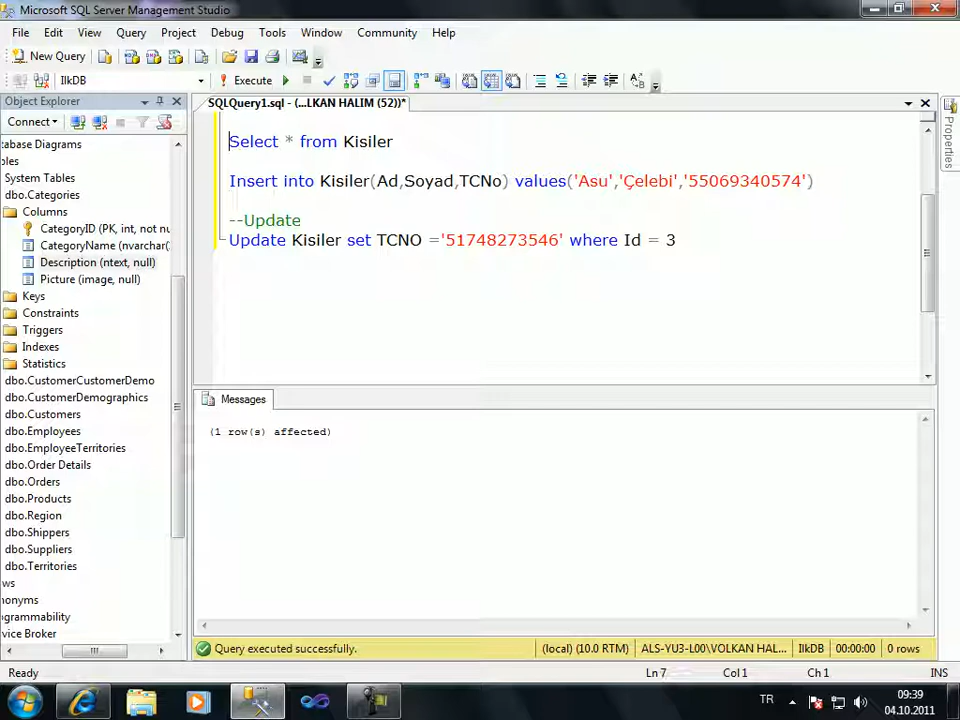 Microsoft SQL Server Management Studio
File Edit View Query Project Debug Tools Window Community Help
New Query
IlkDB Execute
Object Explorer
SQLQuery1.sql - (...LKAN HALIM (52))*
Connect
Properties
tabase Diagrams
oles
System Tables
dbo.Categories
Columns
CategoryID (PK, int, not nu
CategoryName (nvarchar(
Description (ntext, null)
Picture (image, null)
Keys
Constraints
Triggers
Indexes
Statistics
dbo.CustomerCustomerDemo
dbo.CustomerDemographics
dbo.Customers
dbo.Employees
dbo.EmployeeTerritories
dbo.Order Details
dbo.Orders
dbo.Products
dbo.Region
dbo.Shippers
dbo.Suppliers
dbo.Territories
ws
nonyms
ogrammability
vice Broker
Select * from Kisiler
Insert into Kisiler(Ad,Soyad,TCNo) values('Asu','Çelebi','55069340574')
--Update
Update Kisiler set TCNO ='51748273546' where Id = 3
Messages
(1 row(s) affected)
Query executed successfully. (local) (10.0 RTM) ALS-YU3-L00\VOLKAN HAL... IlkDB 00:00:00 0 rows
Ready Ln 7 Col 1 Ch 1 INS
TR 09:39
04.10.2011